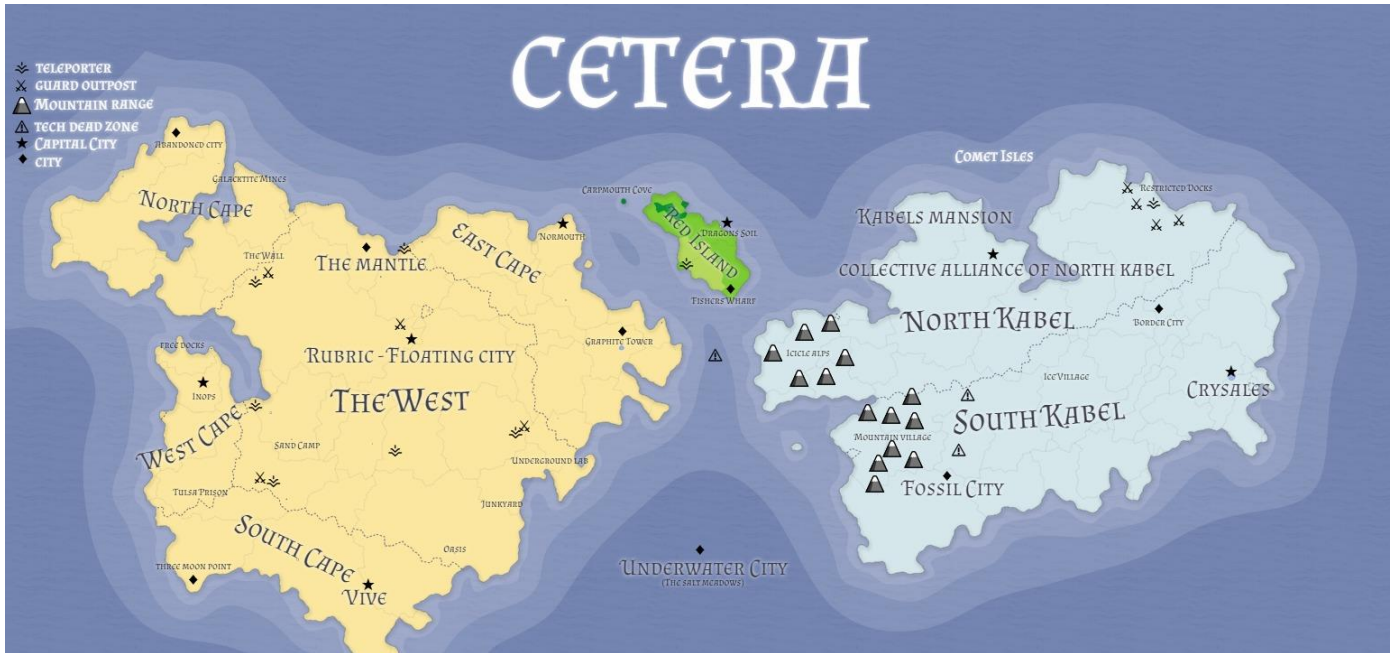 CETERA
TELEPORTER
GUARD OUTPOST
MOUNTAIN RANGE
TECH DEAD ZONE
CAPITAL CITY
CITY
ABANDONED CITY
GALACKTITE MINES
NORTH CAPE
THE WALL
THE MANTLE
EAST CAPE
NORMOUTH
CARPMOUTH COVE
RED ISLAND
DRAGONS SOIL
FISHERS WHARF
GRAPHITE TOWER
RUBRIC - FLOATING CITY
THE WEST
FREE DOCKS
INOPS
WEST CAPE
SAND CAMP
TULSA PRISON
UNDERGROUND LAB
JUNKYARD
OASIS
SOUTH CAPE
THREE MOON POINT
VIVE
UNDERWATER CITY
(THE SALT MEADOWS)
COMET ISLES
RESTRICTED DOCKS
KABELS MANSION
COLLECTIVE ALLIANCE OF NORTH KABEL
NORTH KABEL
BORDER CITY
ICICLE ALPS
ICE VILLAGE
CRYSALES
SOUTH KABEL
MOUNTAIN VILLAGE
FOSSIL CITY